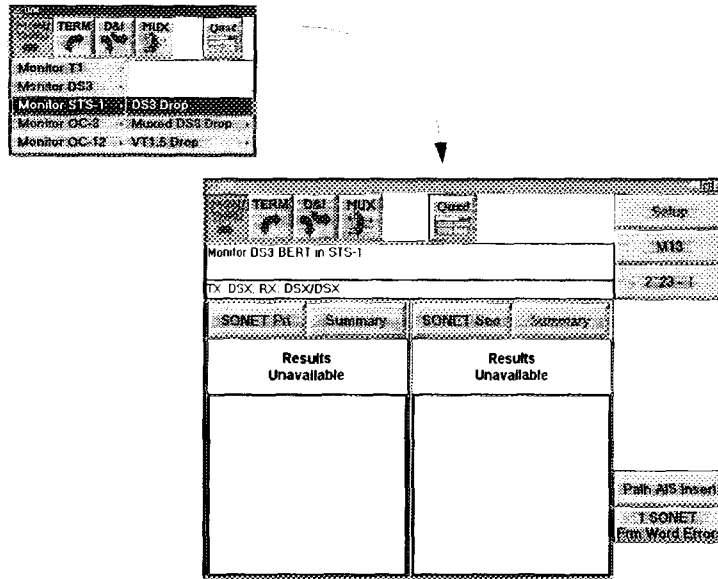 TERM D&I MUX Quad
Monitor T1
Monitor DS3
Monitor STS-1 DS3 Drop
Monitor OC-3 Muxed DS3 Drop
Monitor OC-12 VT1.5 Drop
TERM D&I MUX Quad
Setup
M13
2^23 - 1
Monitor DS3 BERT in STS-1
TX: DSX, RX: DSX/DSX
SONET Pri Summary SONET Sec Summary
Results
Unavailable
Results
Unavailable
Path AIS Insert
1 SONET
Frm Word Error